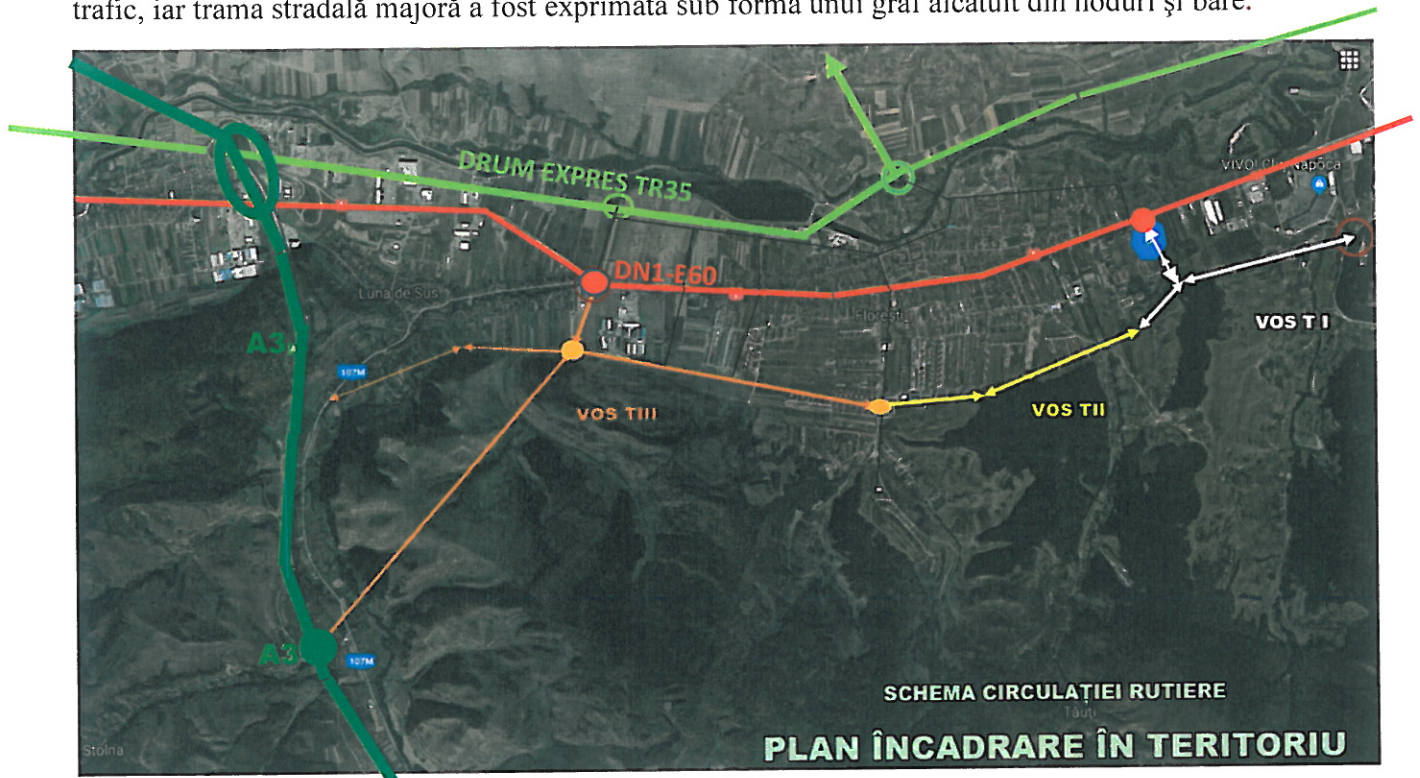 trafic, iar trama stradală majoră a fost exprimată sub forma unui graf alcătuit din noduri şi bare.
VIVO! Cluj-Napoca
DRUM EXPRES TR35
DN1-E60
Luna de Sus
Florești
VOS T I
A3
107M
VOS TIII
VOS TII
A3
107M
SCHEMA CIRCULAȚIEI RUTIERE
Tăuți
PLAN ÎNCADRARE ÎN TERITORIU
Stolna